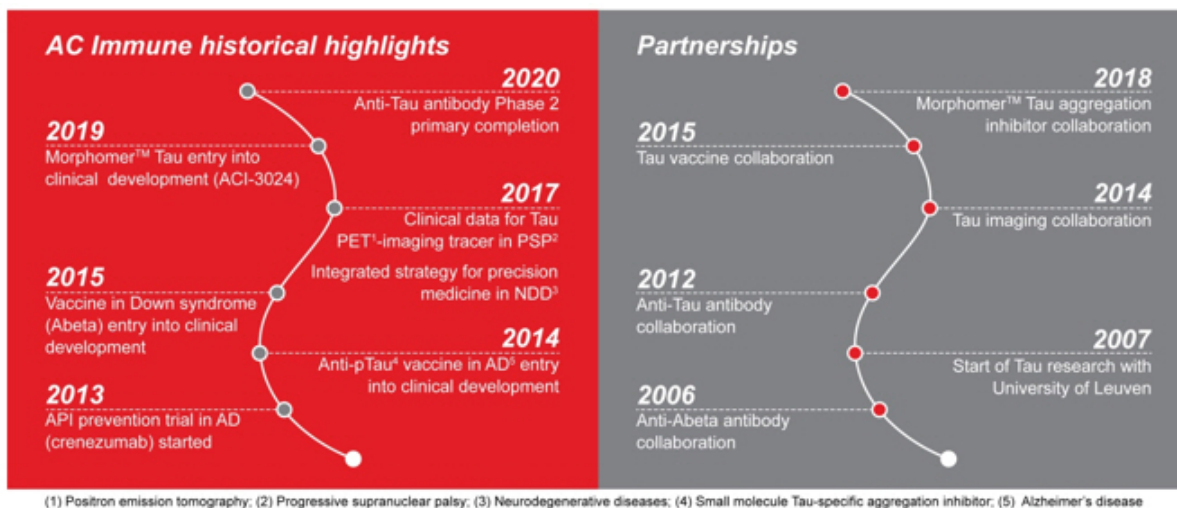 AC Immune historical highlights
2020
Anti-Tau antibody Phase 2
primary completion
2019
Morphomer™ Tau entry into
clinical development (ACI-3024)
2017
Clinical data for Tau
PET¹-imaging tracer in PSP²
Integrated strategy for precision
medicine in NDD³
2015
Vaccine in Down syndrome
(Abeta) entry into clinical
development
2014
Anti-pTau⁴ vaccine in AD⁵ entry
into clinical development
2013
API prevention trial in AD
(crenezumab) started
Partnerships
2018
Morphomer™ Tau aggregation
inhibitor collaboration
2015
Tau vaccine collaboration
2014
Tau imaging collaboration
2012
Anti-Tau antibody
collaboration
2007
Start of Tau research with
University of Leuven
2006
Anti-Abeta antibody
collaboration
(1) Positron emission tomography; (2) Progressive supranuclear palsy; (3) Neurodegenerative diseases; (4) Small molecule Tau-specific aggregation inhibitor; (5) Alzheimer's disease